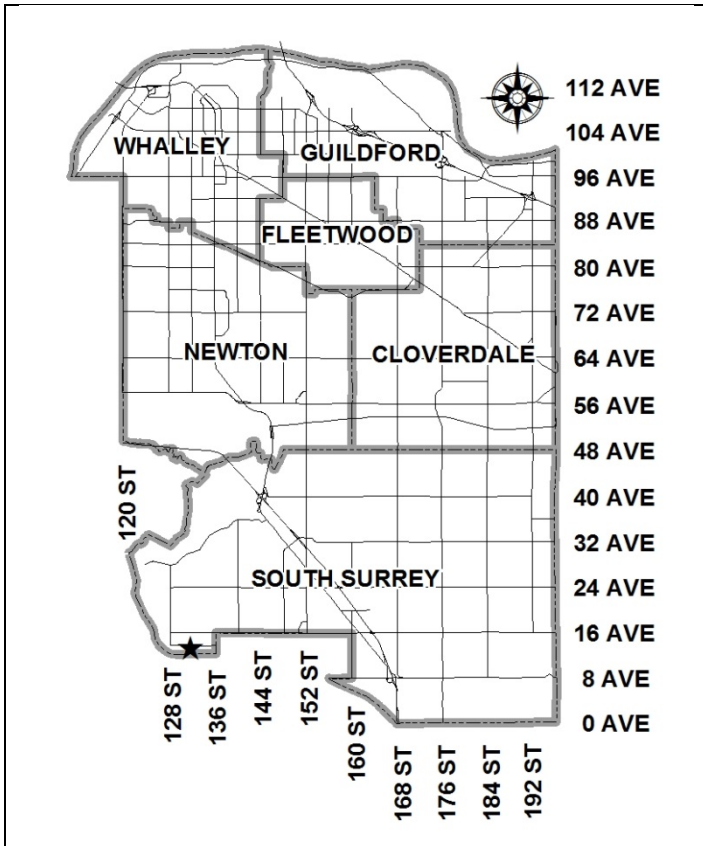 112 AVE
104 AVE
WHALLEY
GUILDFORD
96 AVE
88 AVE
FLEETWOOD
80 AVE
72 AVE
NEWTON
CLOVERDALE
64 AVE
56 AVE
48 AVE
120 ST
40 AVE
32 AVE
SOUTH SURREY
24 AVE
16 AVE
8 AVE
0 AVE
128 ST
136 ST
144 ST
152 ST
160 ST
168 ST
176 ST
184 ST
192 ST